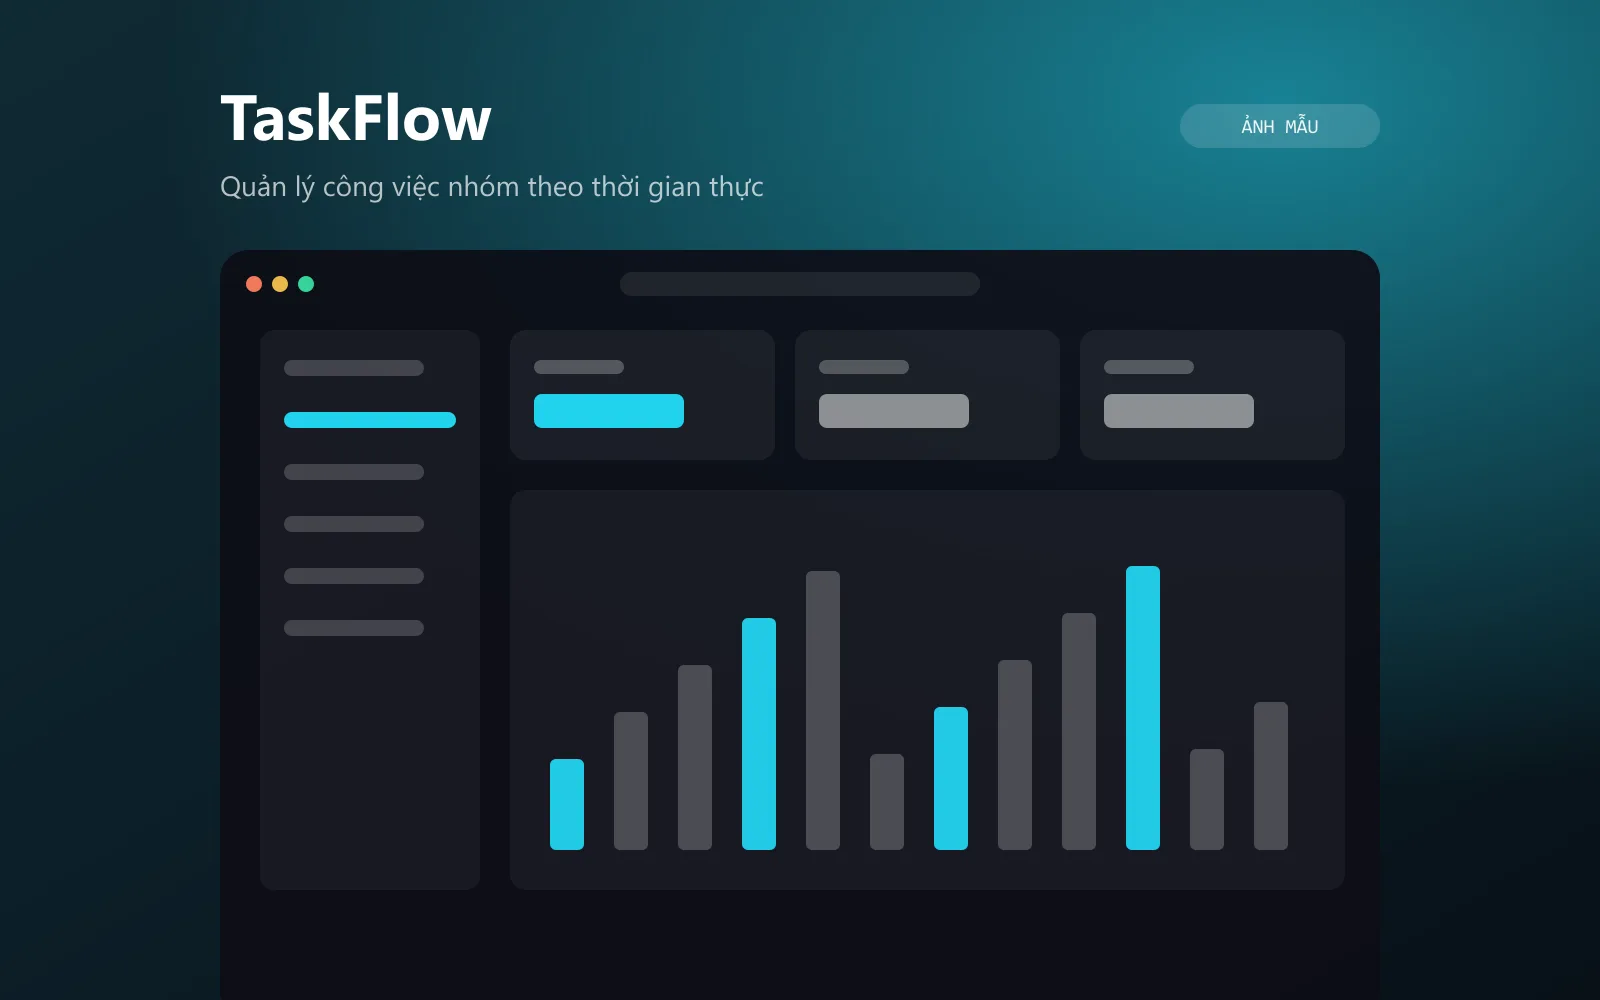 TaskFlow
ẢNH MẪU
Quản lý công việc nhóm theo thời gian thực